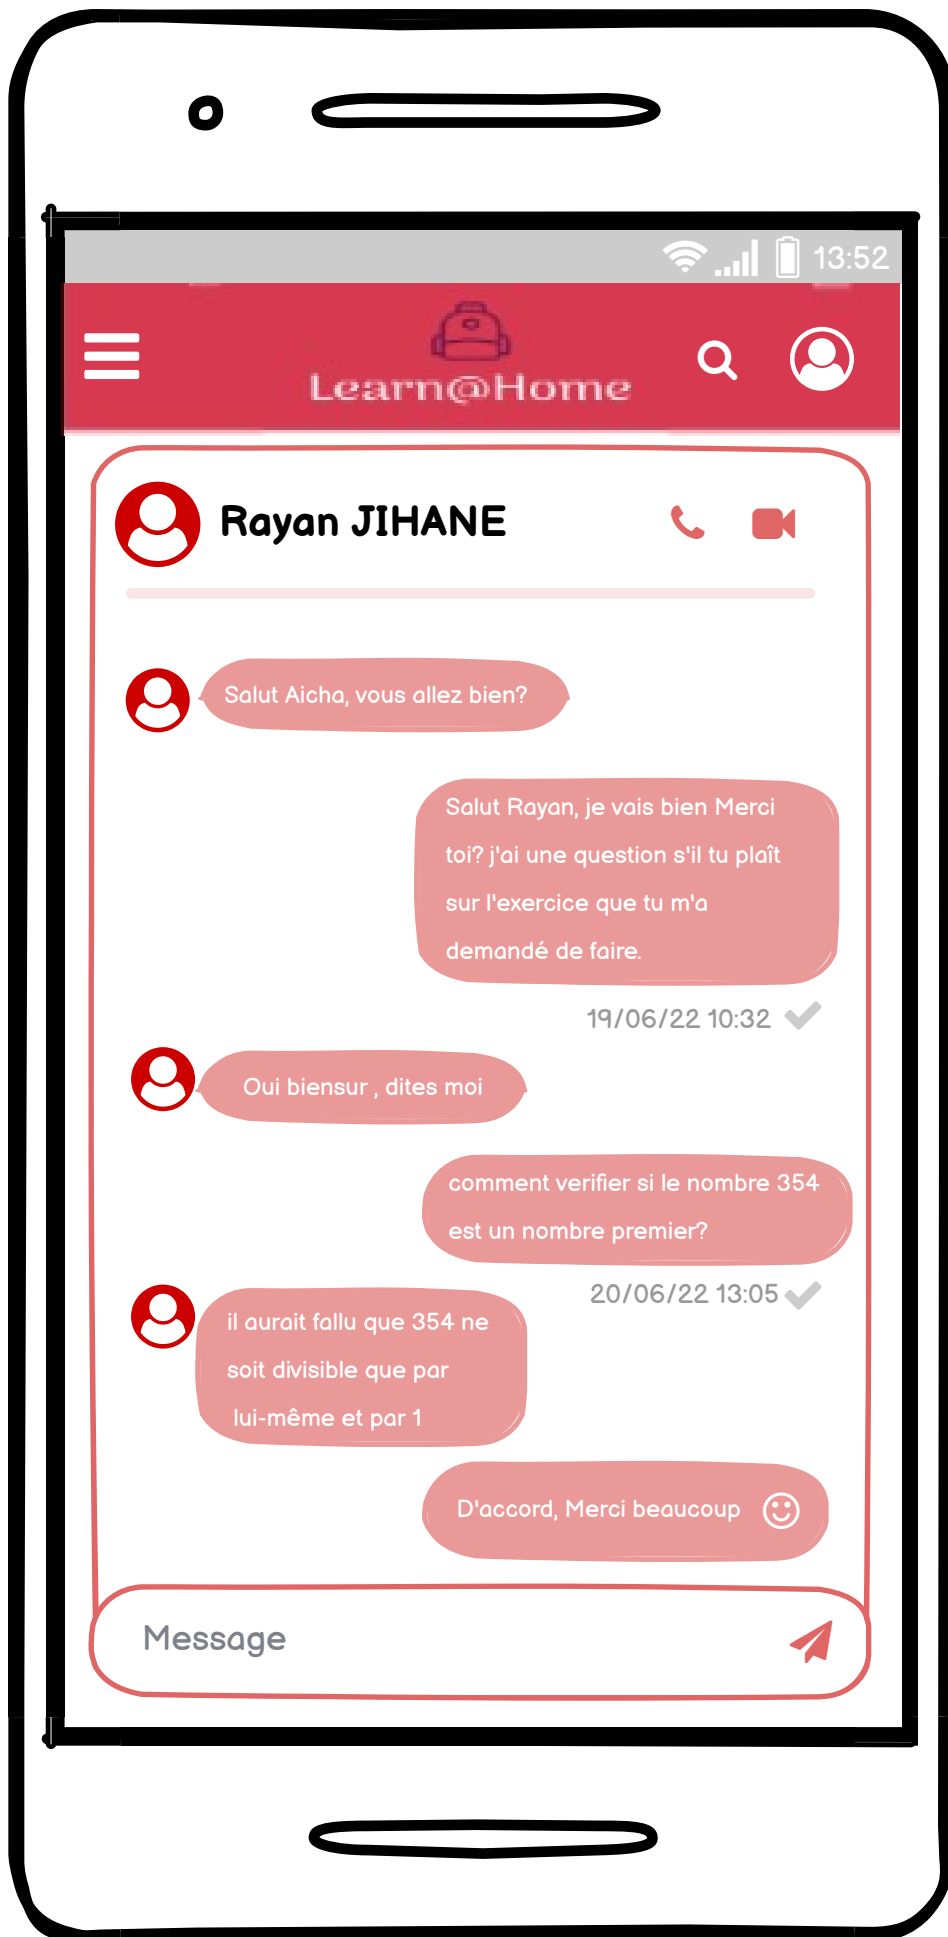 13:52
Learn@Home
Rayan JIHANE
Salut Aicha, vous allez bien?
Salut Rayan, je vais bien Merci
toi? j'ai une question s'il tu plaît
sur l'exercice que tu m'a
demandé de faire.
19/06/22 10:32
Oui biensur , dites moi
comment verifier si le nombre 354
est un nombre premier?
20/06/22 13:05
il aurait fallu que 354 ne
soit divisible que par
lui-même et par 1
D'accord, Merci beaucoup
Message